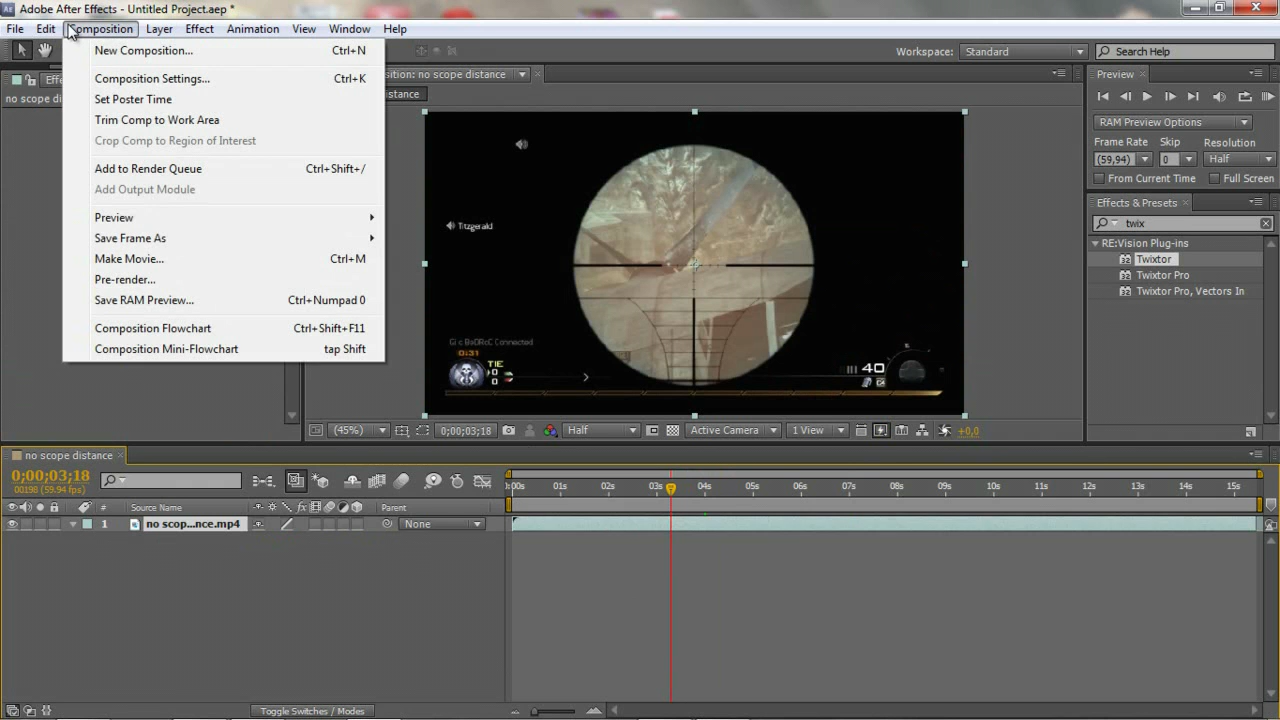 Adobe After Effects - Untitled Project.aep *
File Edit Composition Layer Effect Animation View Window Help
Workspace: Standard Search Help
New Composition... Ctrl+N
Composition Settings... Ctrl+K
Set Poster Time
Trim Comp to Work Area
Crop Comp to Region of Interest
Add to Render Queue Ctrl+Shift+/
Add Output Module
Preview
Save Frame As
Make Movie... Ctrl+M
Pre-render...
Save RAM Preview... Ctrl+Numpad 0
Composition Flowchart Ctrl+Shift+F11
Composition Mini-Flowchart tap Shift
no scope di
sition: no scope distance
istance
Titzgerald
Connected
0:31
TIE
0
0
40
(45%) 0;00;03;18 Half Active Camera 1 View +0,0
Preview
RAM Preview Options
Frame Rate Skip Resolution
(59,94) 0 Half
From Current Time Full Screen
Effects & Presets
twix
RE:Vision Plug-ins
Twixtor
Twixtor Pro
Twixtor Pro, Vectors In
no scope distance
0;00;03;18
00198 (59.94 fps)
:00s 01s 02s 03s 04s 05s 06s 07s 08s 09s 10s 11s 12s 13s 14s 15s
# Source Name Parent
1 no scop...nce.mp4 None
Toggle Switches / Modes